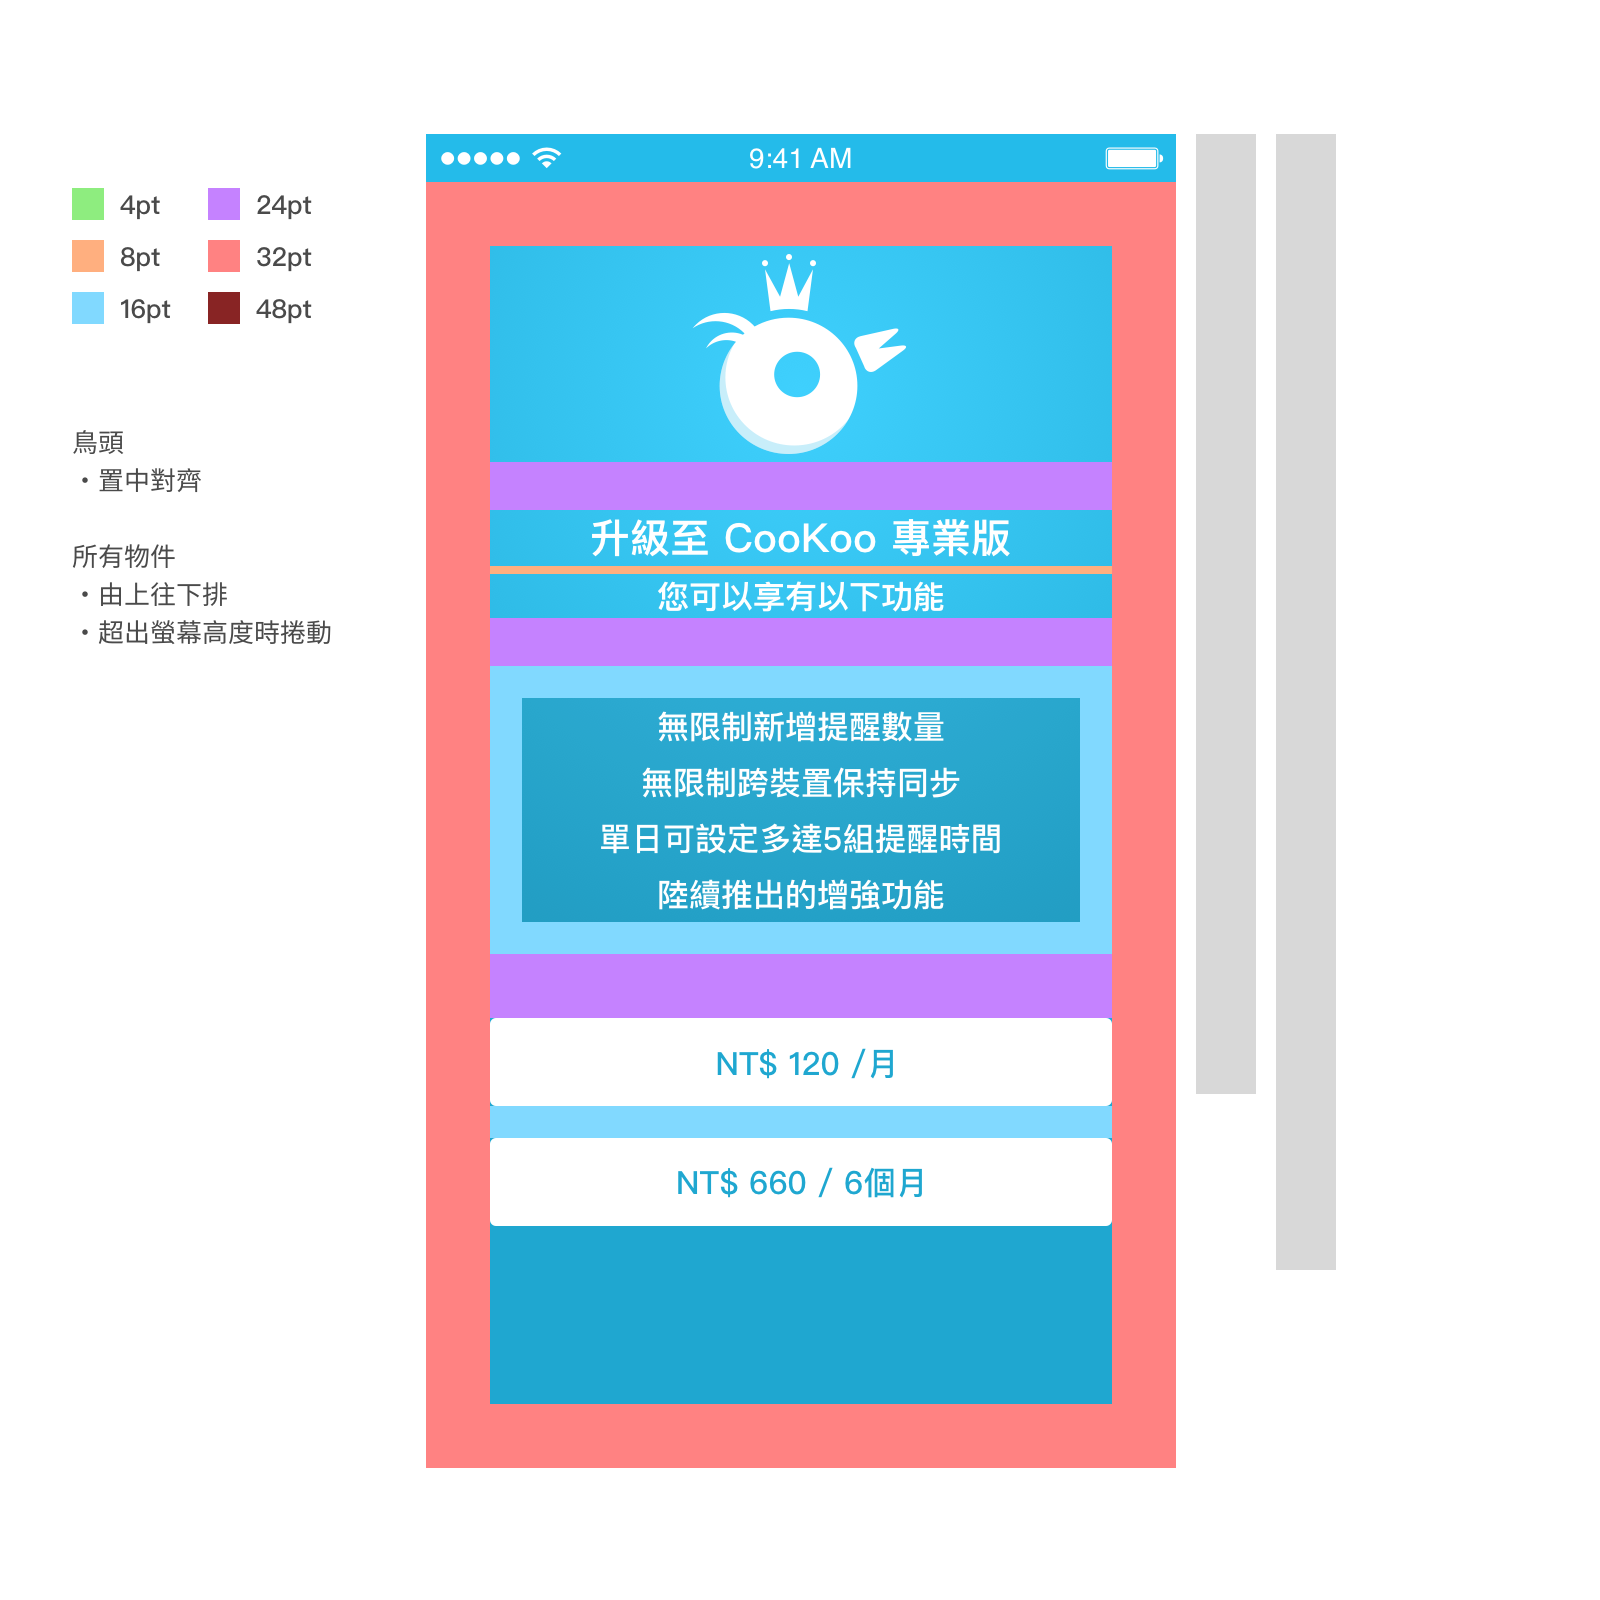 9:41 AM
4pt
24pt
8pt
32pt
16pt
48pt
鳥頭
・置中對齊
所有物件
・由上往下排
・超出螢幕高度時捲動
升級至 CooKoo 專業版
您可以享有以下功能
無限制新增提醒數量
無限制跨裝置保持同步
單日可設定多達5組提醒時間
陸續推出的增強功能
NT$ 120 /月
NT$ 660 / 6個月